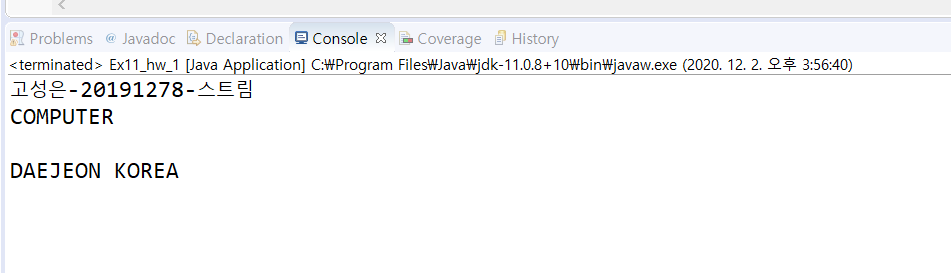 Problems @ Javadoc Declaration Console Coverage History
<terminated> Ex11_hw_1 [Java Application] C:₩Program Files₩Java₩jdk-11.0.8+10₩bin₩javaw.exe (2020. 12. 2. 오후 3:56:40)
고성은-20191278-스트림
COMPUTER
DAEJEON KOREA